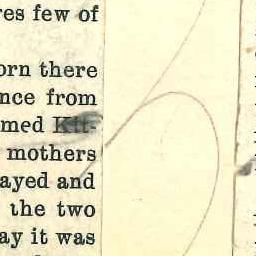 res few of
orn there
nce from
med Kit-
mothers
ayed and
the two
ay it was